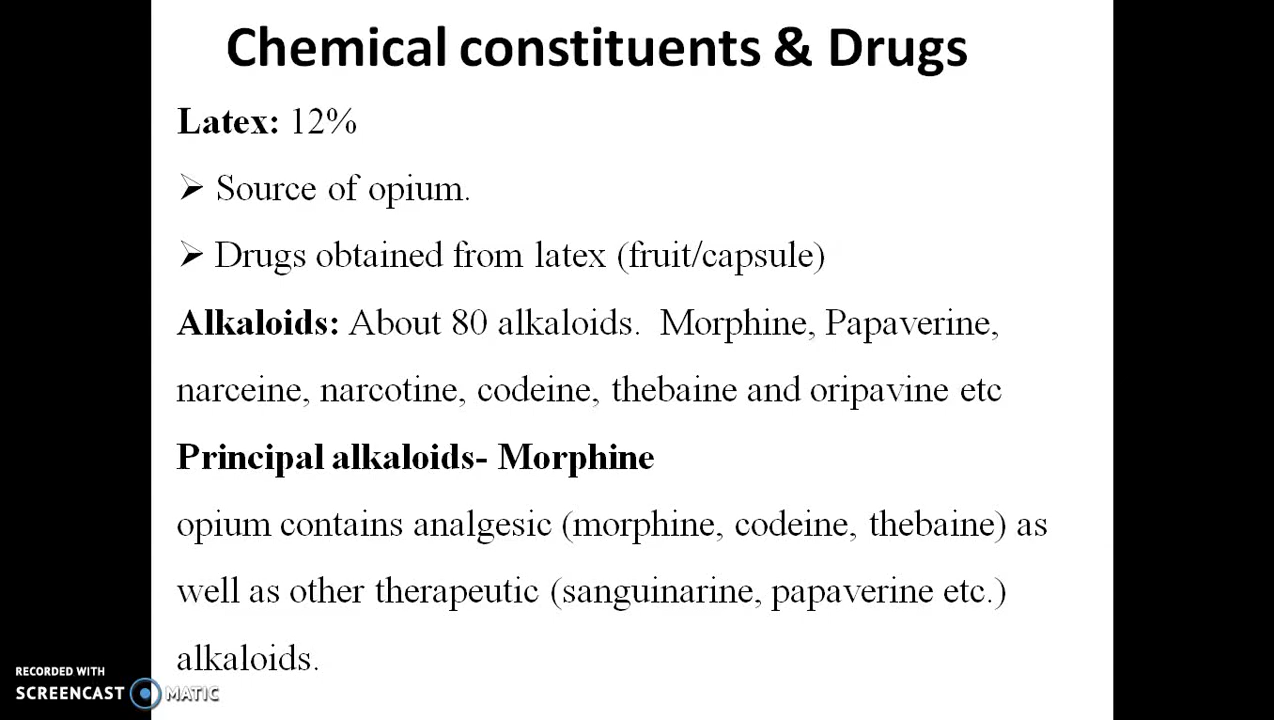 Chemical constituents & Drugs
Latex: 12%
➢ Source of opium.
➢ Drugs obtained from latex (fruit/capsule)
Alkaloids: About 80 alkaloids. Morphine, Papaverine,
narceine, narcotine, codeine, thebaine and oripavine etc
Principal alkaloids- Morphine
opium contains analgesic (morphine, codeine, thebaine) as
well as other therapeutic (sanguinarine, papaverine etc.)
alkaloids.
RECORDED WITH
SCREENCAST MATIC